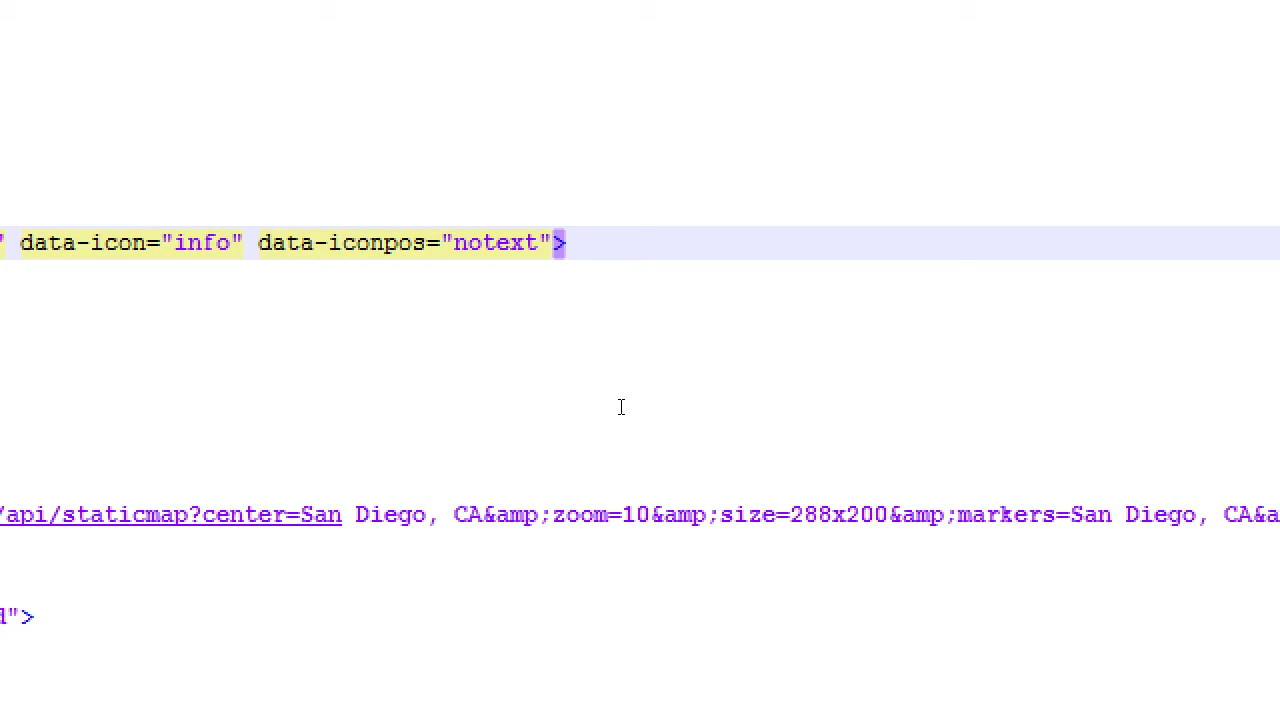 " data-icon="info" data-iconpos="notext">
/api/staticmap?center=San Diego, CA&amp;zoom=10&amp;size=288x200&amp;markers=San Diego, CA&a
d">